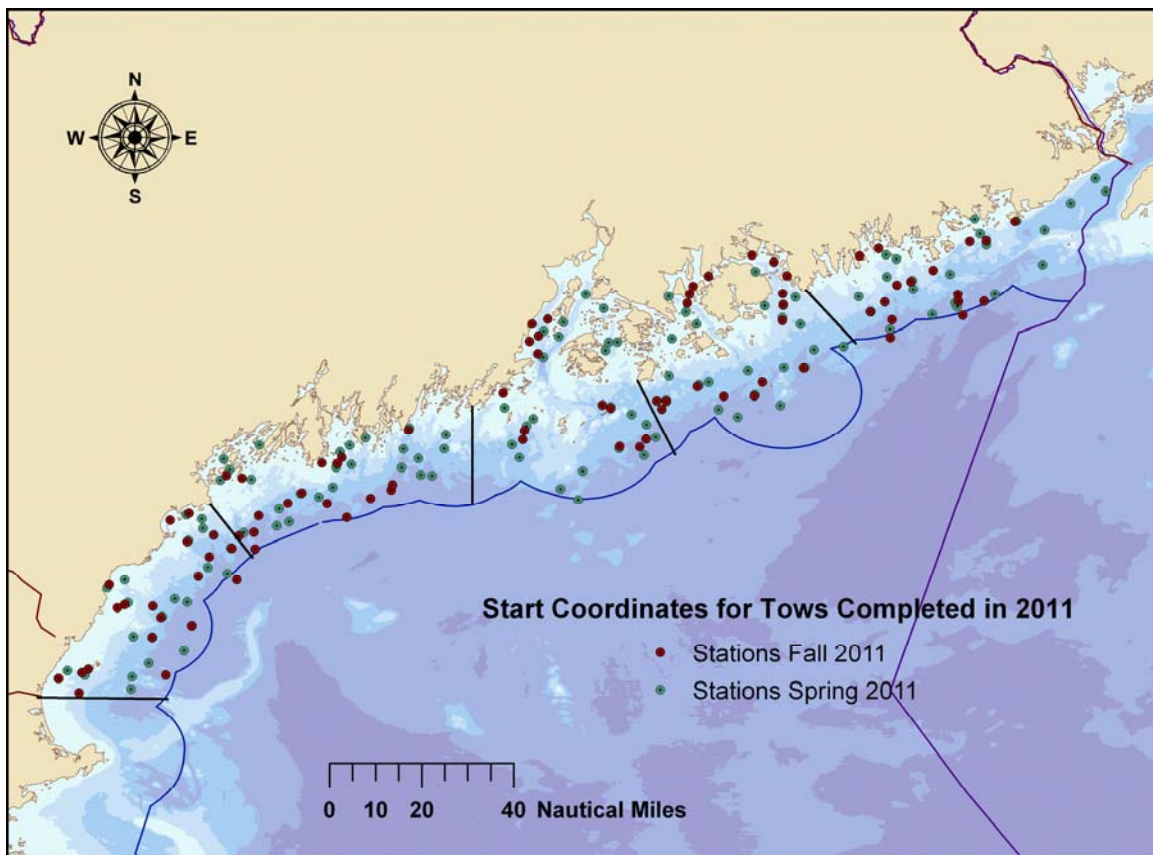 N
W E
S
Start Coordinates for Tows Completed in 2011
Stations Fall 2011
Stations Spring 2011
0 10 20 40 Nautical Miles